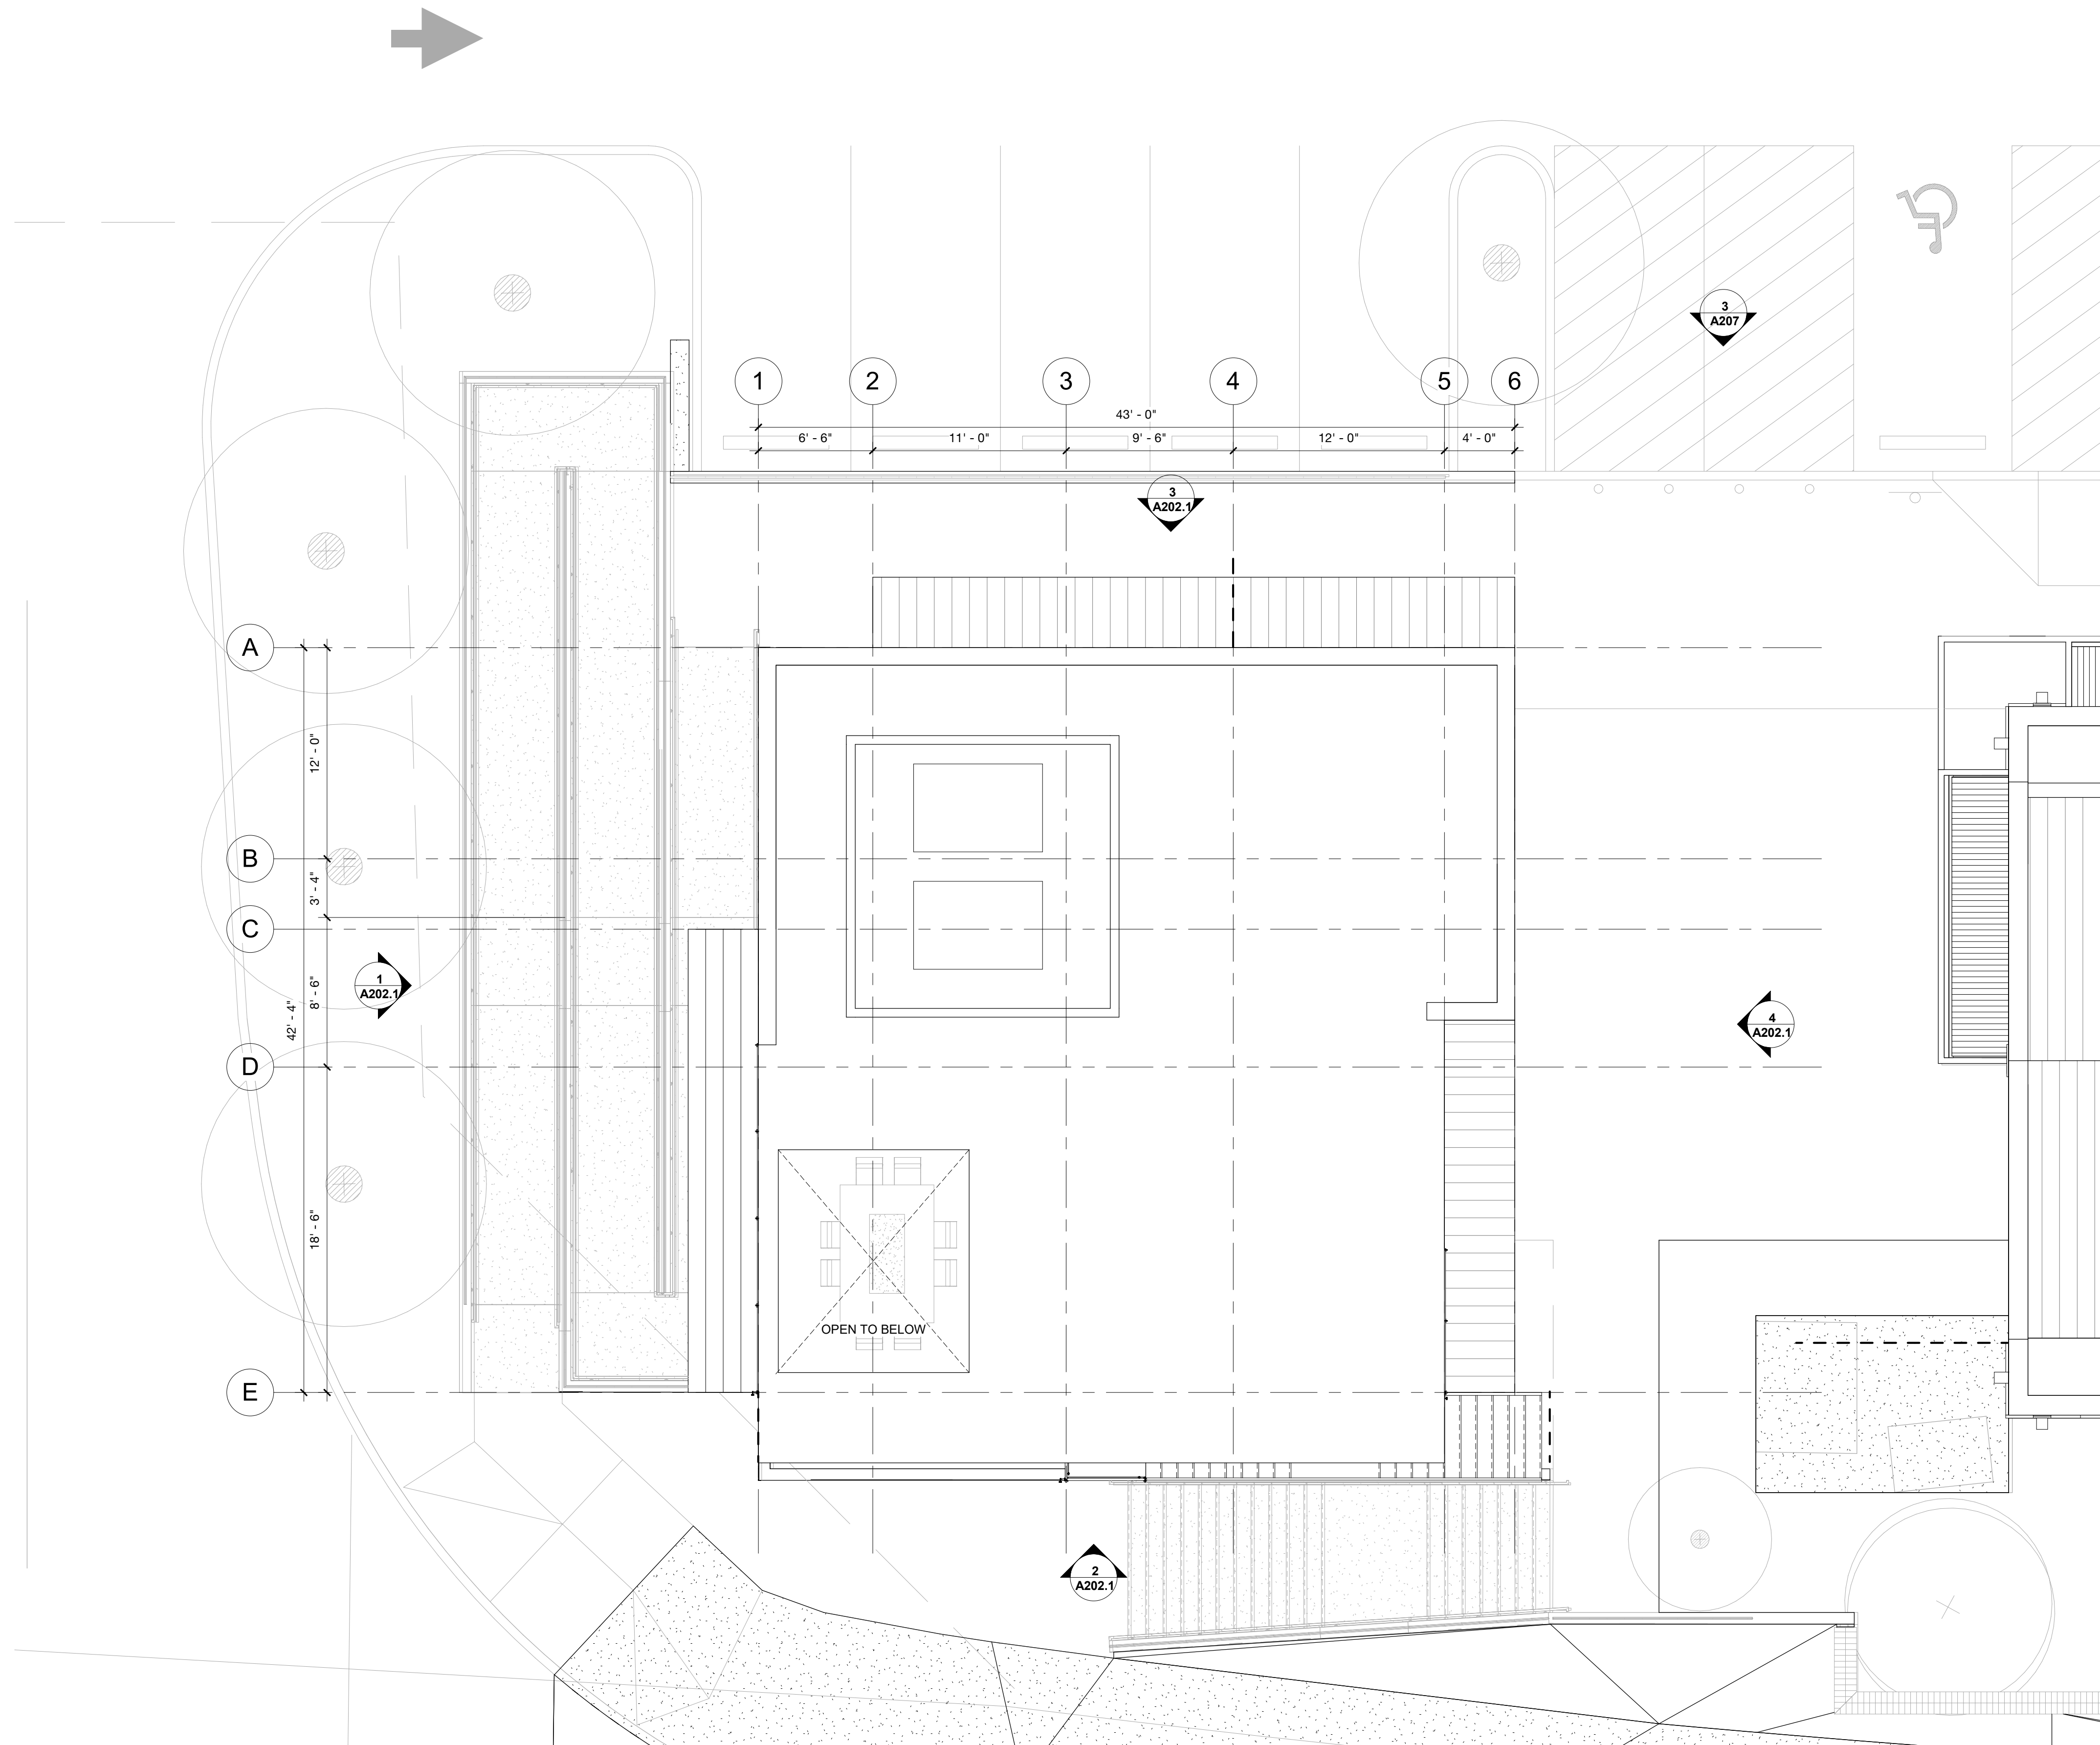 3
A207
1 2 3 4 5 6
43' - 0"
6' - 6" 11' - 0" 9' - 6" 12' - 0" 4' - 0"
3
A202.1
A
12' - 0"
B
3' - 4"
C
1
A202.1
8' - 6"
42' - 4"
4
A202.1
D
18' - 6"
OPEN TO BELOW
E
2
A202.1